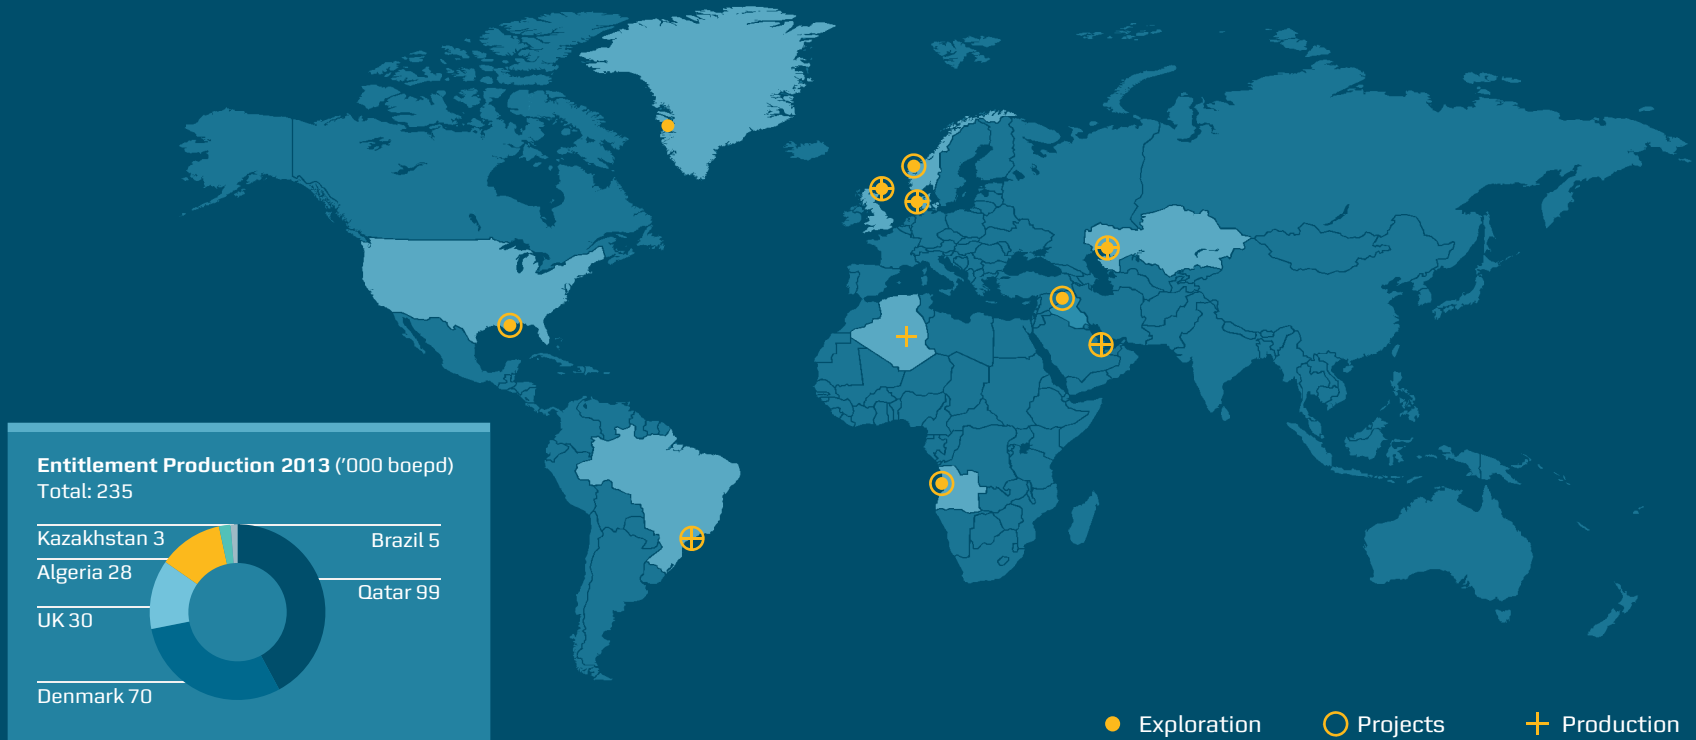 Entitlement Production 2013 ('000 boepd)
Total: 235
Kazakhstan 3
Brazil 5
Algeria 28
Qatar 99
UK 30
Denmark 70
Exploration
Projects
Production